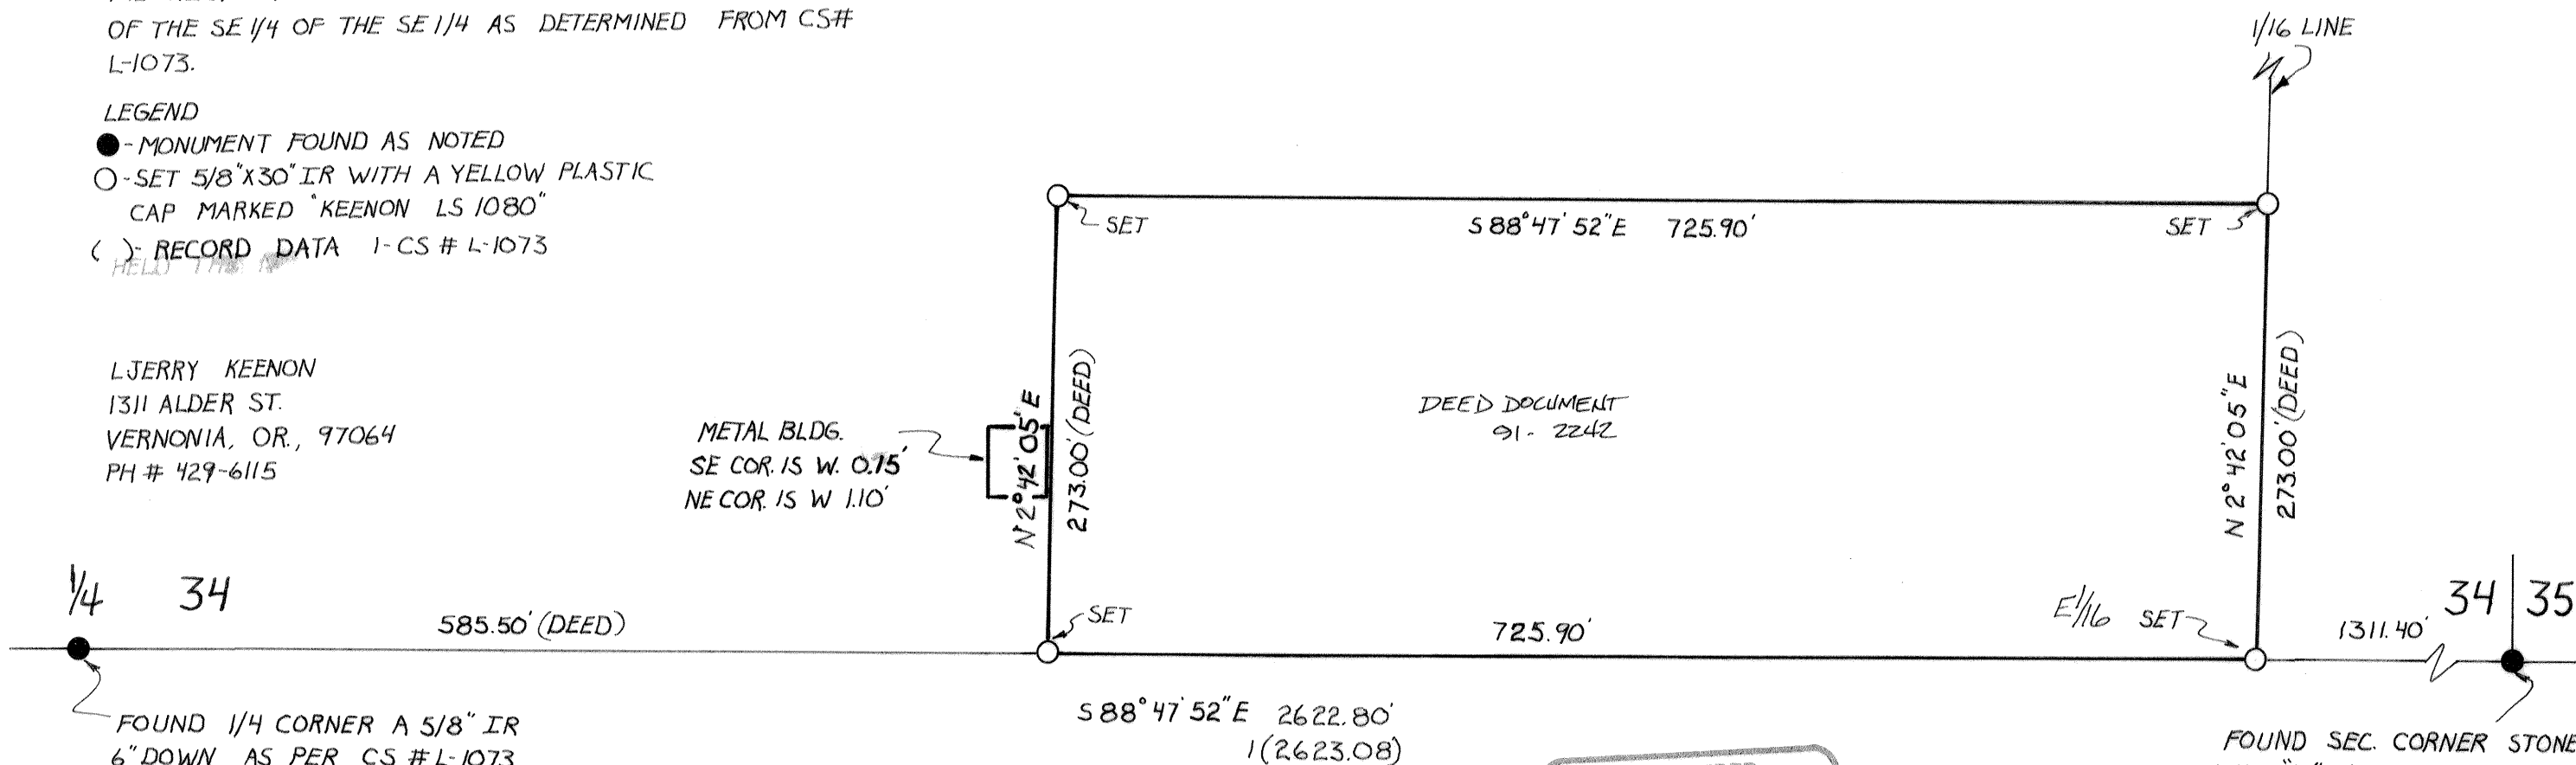 OF THE SE 1/4 OF THE SE 1/4 AS DETERMINED FROM CS#
L-1073.
LEGEND
- MONUMENT FOUND AS NOTED
- SET 5/8"X30" IR WITH A YELLOW PLASTIC
CAP MARKED "KEENON LS 1080"
( )- RECORD DATA 1- CS # L-1073
HELD THE
LJERRY KEENON
1311 ALDER ST.
VERNONIA, OR., 97064
PH # 429-6115
1/16 LINE
SET
S 88°47'52"E 725.90'
SET
METAL BLDG.
SE COR. IS W. 0.75'
NE COR. IS W 1.10'
N 2°42'05"E
273.00' (DEED)
DEED DOCUMENT
91- 2242
N 2°42'05"E
273.00' (DEED)
1/4 34
585.50' (DEED)
SET
725.90'
E 1/16 SET
1311.40'
34 35
FOUND 1/4 CORNER A 5/8" IR
6" DOWN AS PER CS # L-1073
S 88°47'52"E 2622.80'
1(2623.08)
FOUND SEC. CORNER STONE